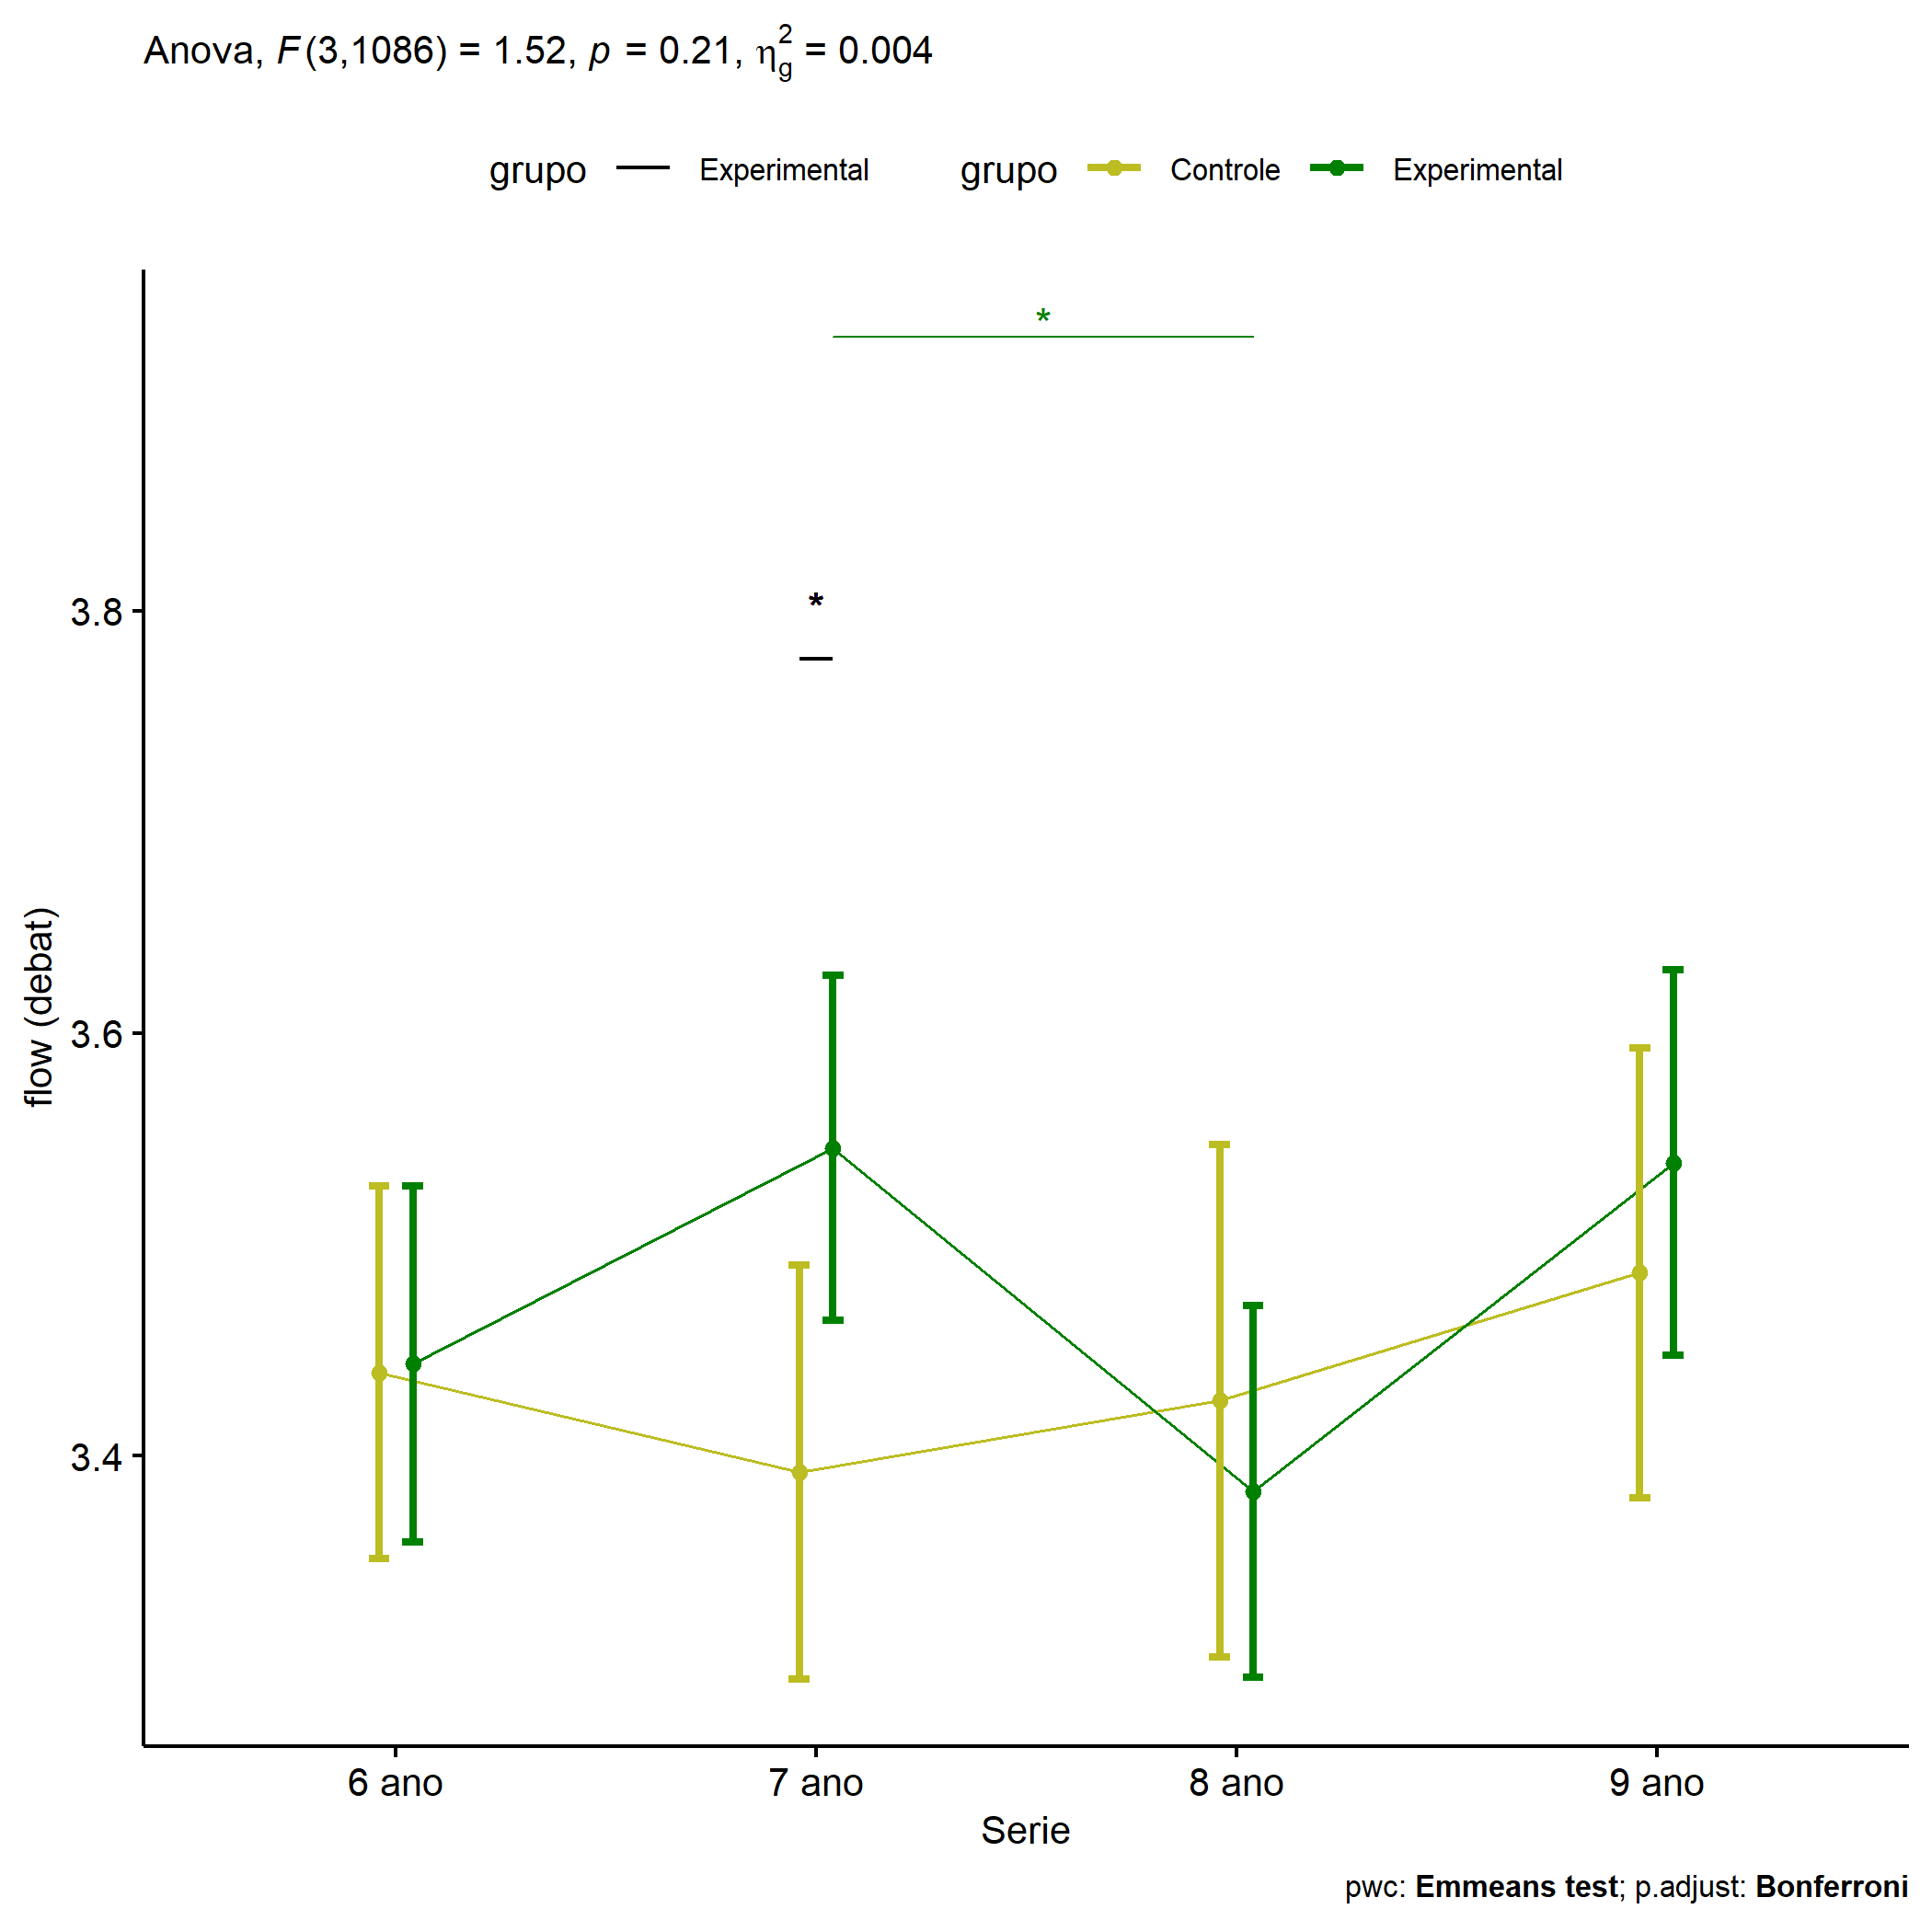 Anova, F(3,1086) = 1.52, p = 0.21, η²g = 0.004
grupo Experimental grupo Controle Experimental
*
*
3.8
3.6
3.4
flow (debat)
6 ano 7 ano 8 ano 9 ano
Serie
pwc: Emmeans test; p.adjust: Bonferroni